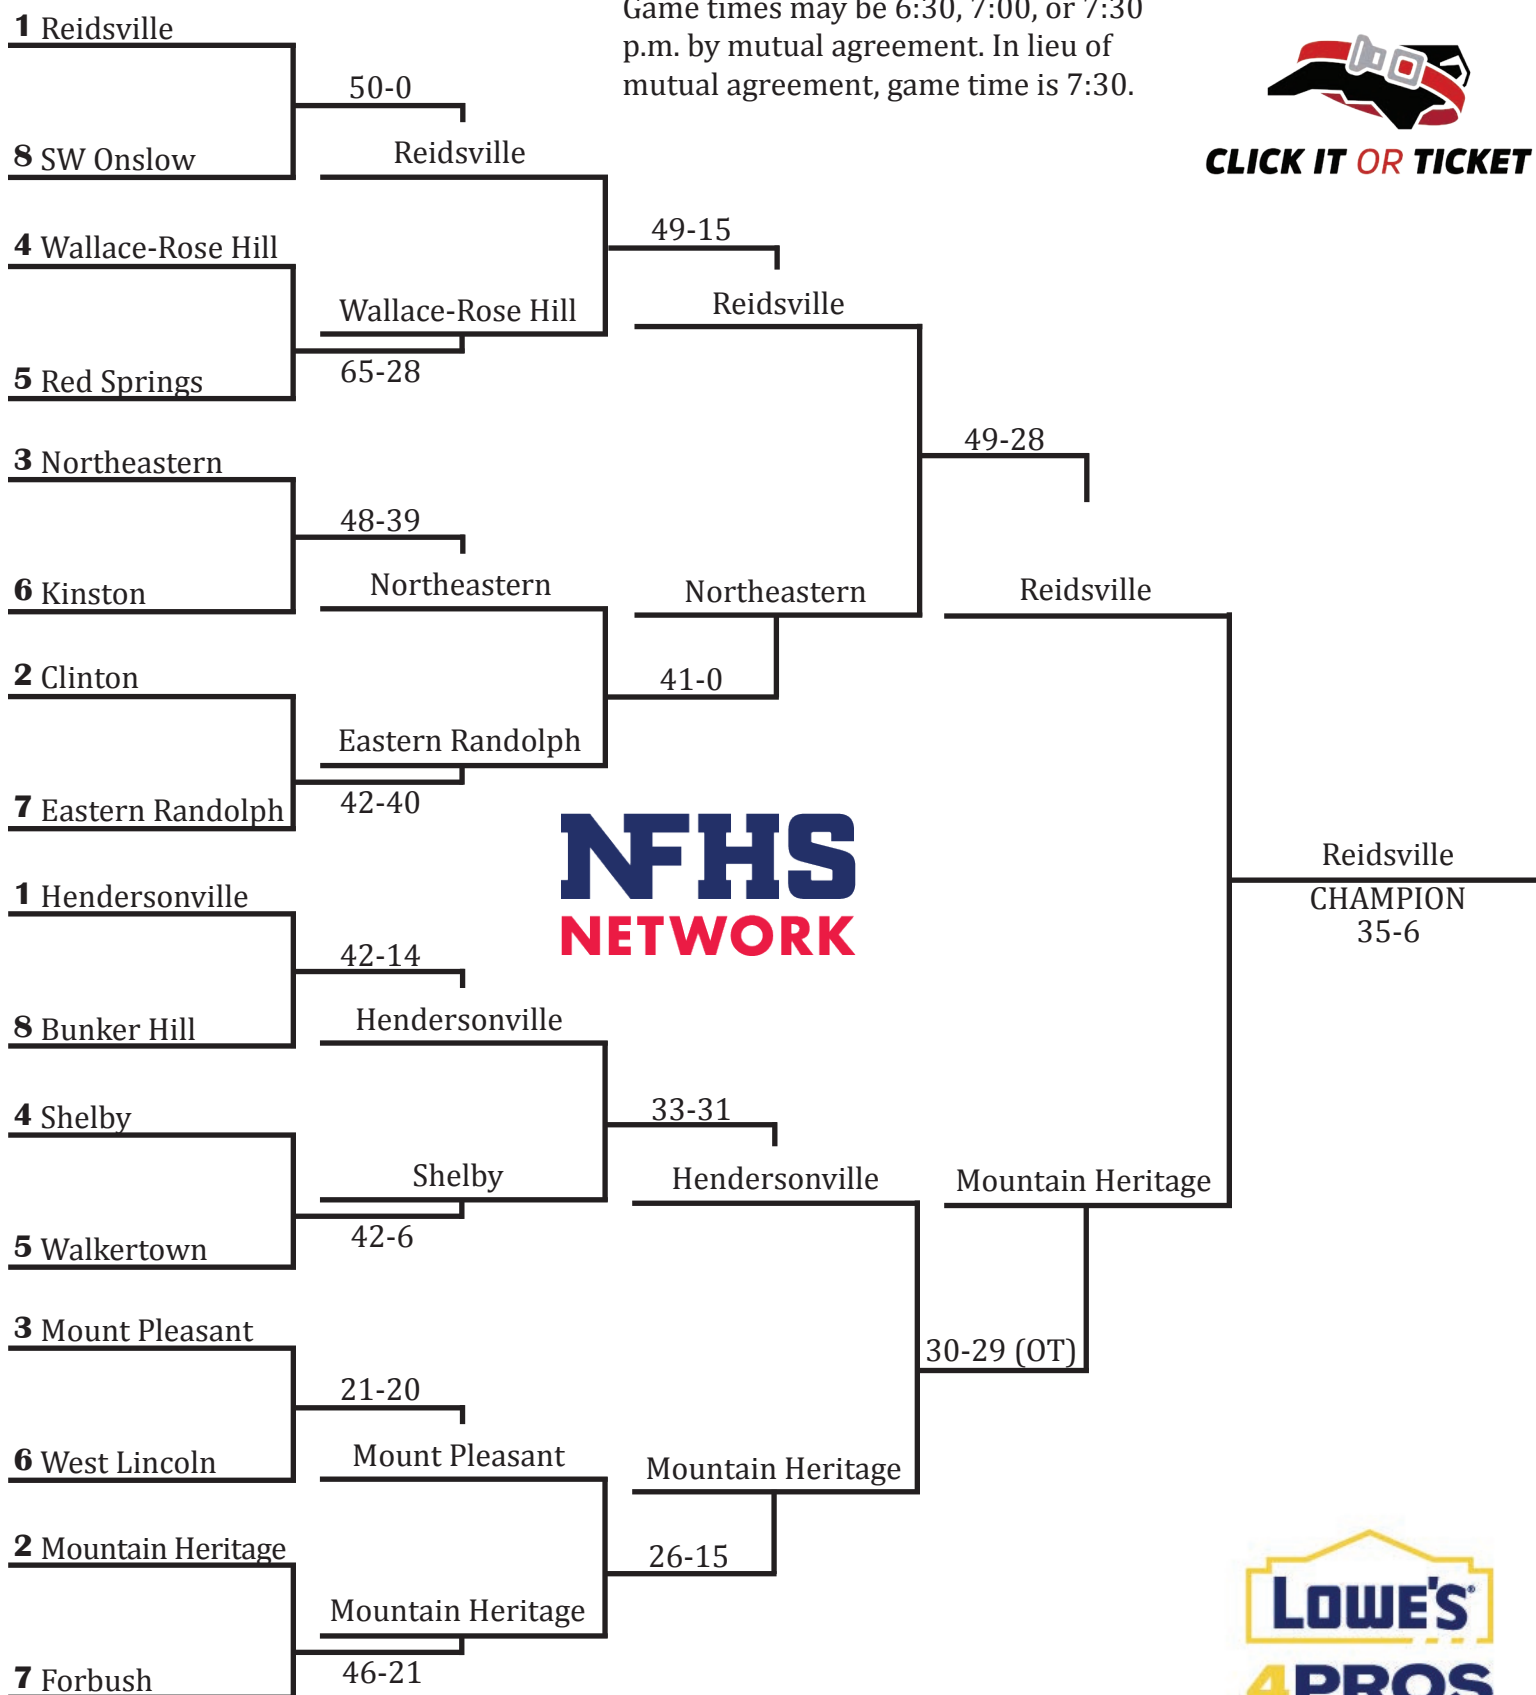 Game times may be 6:30, 7:00, or 7:30
p.m. by mutual agreement. In lieu of
mutual agreement, game time is 7:30.
CLICK IT OR TICKET
1 Reidsville
50-0
8 SW Onslow
Reidsville
49-15
4 Wallace-Rose Hill
Wallace-Rose Hill
65-28
5 Red Springs
Reidsville
49-28
3 Northeastern
48-39
6 Kinston
Northeastern
Northeastern
Reidsville
2 Clinton
41-0
Eastern Randolph
42-40
7 Eastern Randolph
NFHS
NETWORK
Reidsville
CHAMPION
35-6
1 Hendersonville
42-14
8 Bunker Hill
Hendersonville
33-31
4 Shelby
Shelby
42-6
5 Walkertown
Hendersonville
Mountain Heritage
30-29 (OT)
3 Mount Pleasant
21-20
6 West Lincoln
Mount Pleasant
Mountain Heritage
26-15
2 Mountain Heritage
Mountain Heritage
46-21
7 Forbush
LOWE'S®
4PROS